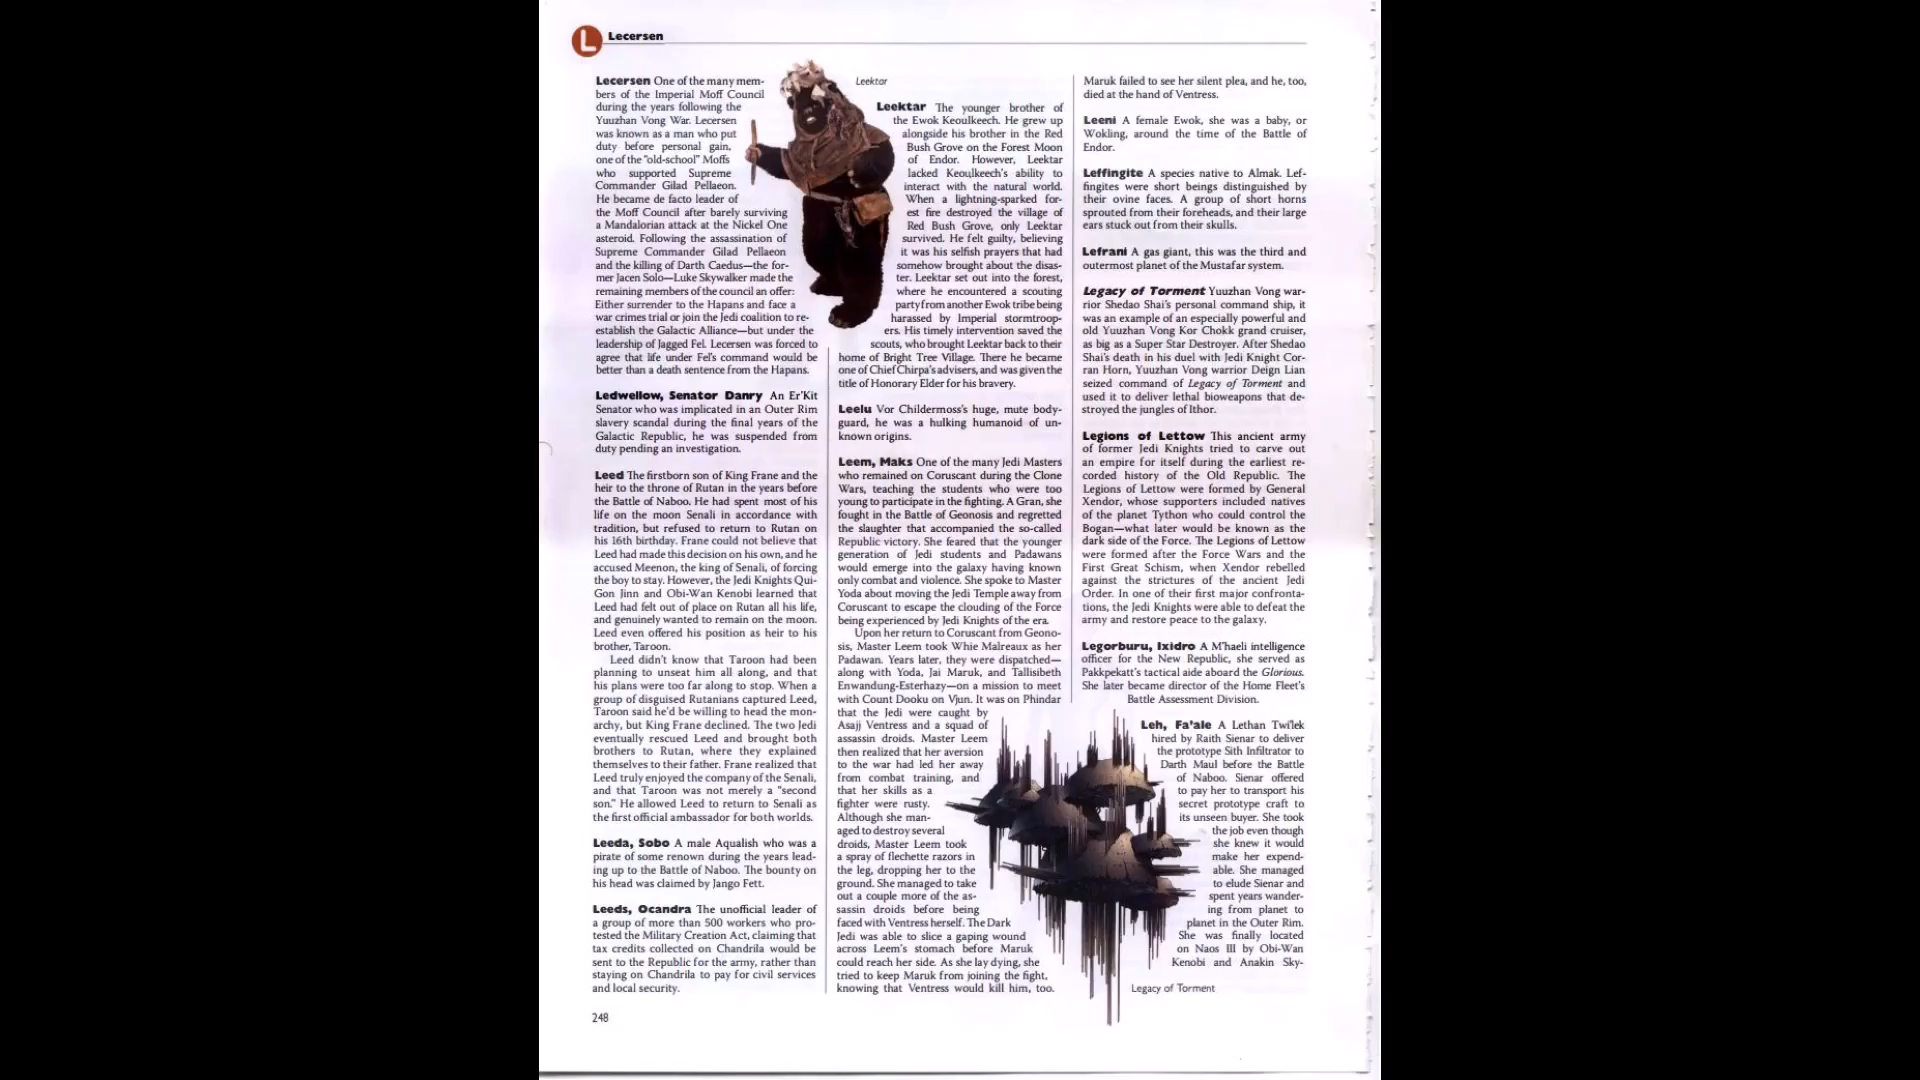 L Lecersen
Lecersen One of the many mem-
bers of the Imperial Moff Council
during the years following the
Yuuzhan Vong War. Lecersen
was known as a man who put
duty before personal gain,
one of the "old-school" Moffs
who supported Supreme
Commander Gilad Pellaeon.
He became de facto leader of
the Moff Council after barely surviving
a Mandalorian attack at the Nickel One
asteroid. Following the assassination of
Supreme Commander Gilad Pellaeon
and the killing of Darth Caedus—the for-
mer Jacen Solo—Luke Skywalker made the
remaining members of the council an offer:
Either surrender to the Hapans and face a
war crimes trial or join the Jedi coalition to re-
establish the Galactic Alliance—but under the
leadership of Jagged Fel. Lecersen was forced to
agree that life under Fel's command would be
better than a death sentence from the Hapans.
Ledwellow, Senator Danry An Er'Kit
Senator who was implicated in an Outer Rim
slavery scandal during the final years of the
Galactic Republic, he was suspended from
duty pending an investigation.
Leed The firstborn son of King Frane and the
heir to the throne of Rutan in the years before
the Battle of Naboo. He had spent most of his
life on the moon Senali in accordance with
tradition, but refused to return to Rutan on
his 16th birthday. Frane could not believe that
Leed had made this decision on his own, and he
accused Meenon, the king of Senali, of forcing
the boy to stay. However, the Jedi Knights Qui-
Gon Jinn and Obi-Wan Kenobi learned that
Leed had felt out of place on Rutan all his life,
and genuinely wanted to remain on the moon.
Leed even offered his position as heir to his
brother, Taroon.
Leed didn't know that Taroon had been
planning to unseat him all along, and that
his plans were too far along to stop. When a
group of disguised Rutanians captured Leed,
Taroon said he'd be willing to head the mon-
archy, but King Frane declined. The two Jedi
eventually rescued Leed and brought both
brothers to Rutan, where they explained
themselves to their father. Frane realized that
Leed truly enjoyed the company of the Senali,
and that Taroon was not merely a "second
son." He allowed Leed to return to Senali as
the first official ambassador for both worlds.
Leeda, Sobo A male Aqualish who was a
pirate of some renown during the years lead-
ing up to the Battle of Naboo. The bounty on
his head was claimed by Jango Fett.
Leeds, Ocandra The unofficial leader of
a group of more than 500 workers who pro-
tested the Military Creation Act, claiming that
tax credits collected on Chandrila would be
sent to the Republic for the army, rather than
staying on Chandrila to pay for civil services
and local security.
248
Leektar
Leektar The younger brother of
the Ewok Keoulkeech. He grew up
alongside his brother in the Red
Bush Grove on the Forest Moon
of Endor. However, Leektar
lacked Keoulkeech's ability to
interact with the natural world.
When a lightning-sparked for-
est fire destroyed the village of
Red Bush Grove, only Leektar
survived. He felt guilty, believing
it was his selfish prayers that had
somehow brought about the disas-
ter. Leektar set out into the forest,
where he encountered a scouting
party from another Ewok tribe being
harassed by Imperial stormtroop-
ers. His timely intervention saved the
scouts, who brought Leektar back to their
home of Bright Tree Village. There he became
one of Chief Chirpa's advisers, and was given the
title of Honorary Elder for his bravery.
Leelu Vor Childermoss's huge, mute body-
guard, he was a hulking humanoid of un-
known origins.
Leem, Maks One of the many Jedi Masters
who remained on Coruscant during the Clone
Wars, teaching the students who were too
young to participate in the fighting. A Gran, she
fought in the Battle of Geonosis and regretted
the slaughter that accompanied the so-called
Republic victory. She feared that the younger
generation of Jedi students and Padawans
would emerge into the galaxy having known
only combat and violence. She spoke to Master
Yoda about moving the Jedi Temple away from
Coruscant to escape the clouding of the Force
being experienced by Jedi Knights of the era.
Upon her return to Coruscant from Geono-
sis, Master Leem took Whie Malreaux as her
Padawan. Years later, they were dispatched—
along with Yoda, Jai Maruk, and Tallisibeth
Enwandung-Esterhazy—on a mission to meet
with Count Dooku on Vjun. It was on Phindar
that the Jedi were caught by
Asajj Ventress and a squad of
assassin droids. Master Leem
then realized that her aversion
to the war had led her away
from combat training, and
that her skills as a
fighter were rusty.
Although she man-
aged to destroy several
droids, Master Leem took
a spray of flechette razors in
the leg, dropping her to the
ground. She managed to take
out a couple more of the as-
sassin droids before being
faced with Ventress herself. The Dark
Jedi was able to slice a gaping wound
across Leem's stomach before Maruk
could reach her side. As she lay dying, she
tried to keep Maruk from joining the fight,
knowing that Ventress would kill him, too.
Maruk failed to see her silent plea, and he, too,
died at the hand of Ventress.
Leeni A female Ewok, she was a baby, or
Wokling, around the time of the Battle of
Endor.
Leffingite A species native to Almak. Lef-
fingites were short beings distinguished by
their ovine faces. A group of short horns
sprouted from their foreheads, and their large
ears stuck out from their skulls.
Lefrani A gas giant, this was the third and
outermost planet of the Mustafar system.
Legacy of Torment Yuuzhan Vong war-
rior Shedao Shai's personal command ship, it
was an example of an especially powerful and
old Yuuzhan Vong Kor Chokk grand cruiser,
as big as a Super Star Destroyer. After Shedao
Shai's death in his duel with Jedi Knight Cor-
ran Horn, Yuuzhan Vong warrior Deign Lian
seized command of Legacy of Torment and
used it to deliver lethal bioweapons that de-
stroyed the jungles of Ithor.
Legions of Lettow This ancient army
of former Jedi Knights tried to carve out
an empire for itself during the earliest re-
corded history of the Old Republic. The
Legions of Lettow were formed by General
Xendor, whose supporters included natives
of the planet Tython who could control the
Bogan—what later would be known as the
dark side of the Force. The Legions of Lettow
were formed after the Force Wars and the
First Great Schism, when Xendor rebelled
against the strictures of the ancient Jedi
Order. In one of their first major confronta-
tions, the Jedi Knights were able to defeat the
army and restore peace to the galaxy.
Legorburu, Ixidro A M'haeli intelligence
officer for the New Republic, she served as
Pakkpekatt's tactical aide aboard the Glorious.
She later became director of the Home Fleet's
Battle Assessment Division.
Leh, Fa'ale A Lethan Twi'lek
hired by Raith Sienar to deliver
the prototype Sith Infiltrator to
Darth Maul before the Battle
of Naboo. Sienar offered
to pay her to transport his
secret prototype craft to
its unseen buyer. She took
the job even though
she knew it would
make her expend-
able. She managed
to elude Sienar and
spent years wander-
ing from planet to
planet in the Outer Rim.
She was finally located
on Naos III by Obi-Wan
Kenobi and Anakin Sky-
Legacy of Torment